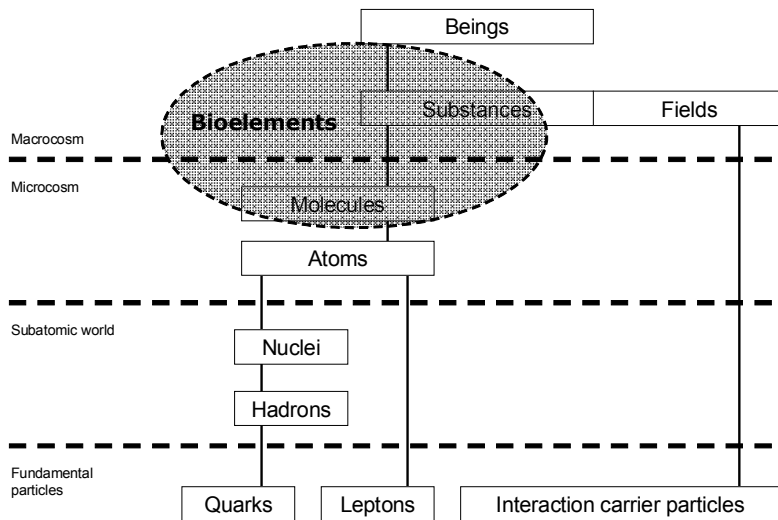 Beings
Bioelements
Substances
Fields
Macrocosm
Microcosm
Molecules
Atoms
Subatomic world
Nuclei
Hadrons
Fundamental
particles
Quarks
Leptons
Interaction carrier particles